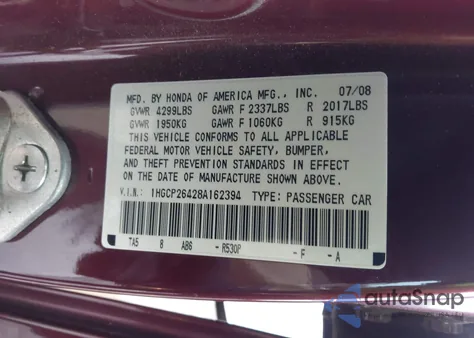 MFD. BY HONDA OF AMERICA MFG., INC. 07/08
GVWR 4299LBS GAWR F 2337LBS R 2017LBS
GVWR 1950KG GAWR F 1060KG R 915KG
THIS VEHICLE CONFORMS TO ALL APPLICABLE
FEDERAL MOTOR VEHICLE SAFETY, BUMPER,
AND THEFT PREVENTION STANDARDS IN EFFECT
ON THE DATE OF MANUFACTURE SHOWN ABOVE.
V.I.N.: 1HGCP26428A162394 TYPE: PASSENGER CAR
TA5 8 AB6 - R530P - F - A
autoSnap